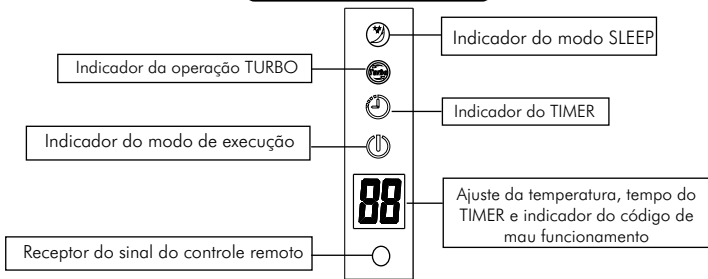 Indicador do modo SLEEP
Indicador da operação TURBO
Turbo
Indicador do TIMER
Indicador do modo de execução
88
Ajuste da temperatura, tempo do
TIMER e indicador do código de
mau funcionamento
Receptor do sinal do controle remoto